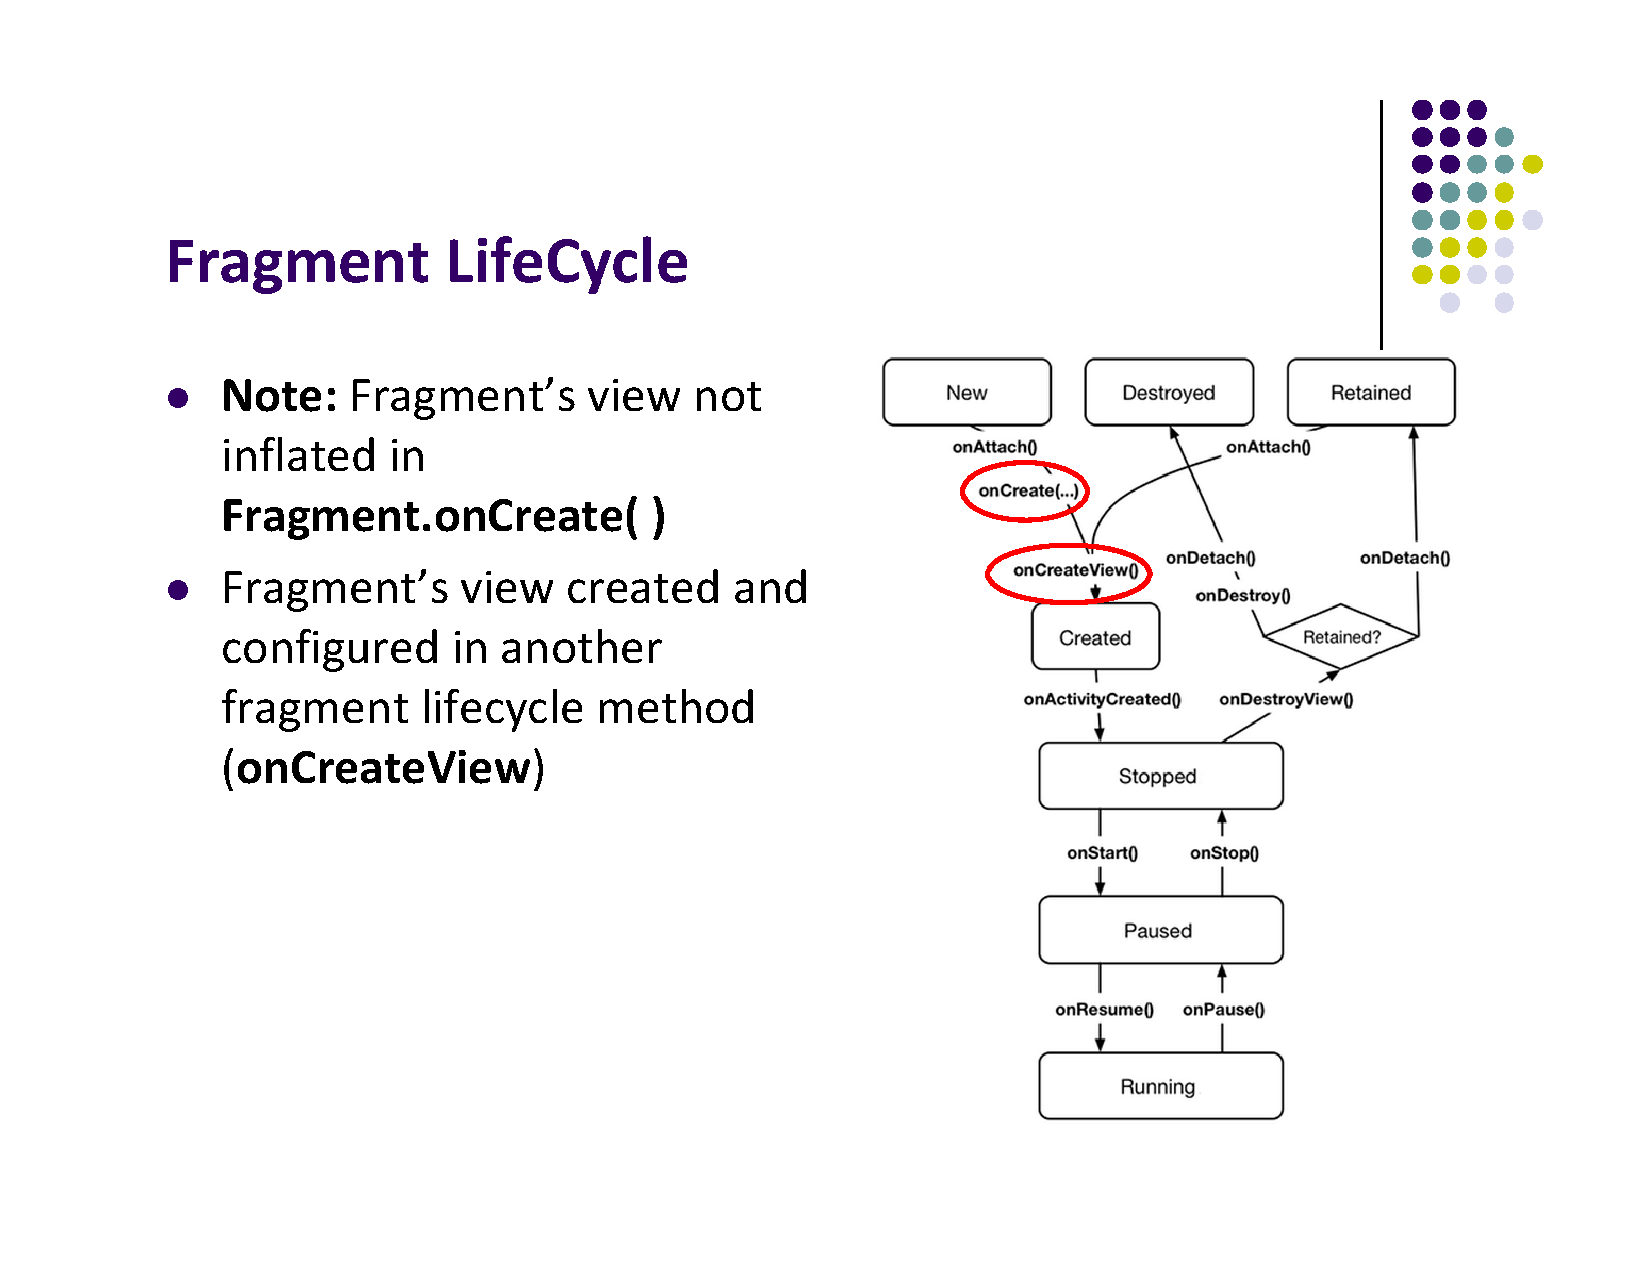 Fragment LifeCycle
Note: Fragment’s view not
inflated in
Fragment.onCreate( )
Fragment’s view created and
configured in another
fragment lifecycle method
(onCreateView)
New
Destroyed
Retained
onAttach()
onAttach()
onCreate(...)
onCreateView()
onDetach()
onDetach()
onDestroy()
Created
Retained?
onActivityCreated()
onDestroyView()
Stopped
onStart()
onStop()
Paused
onResume()
onPause()
Running